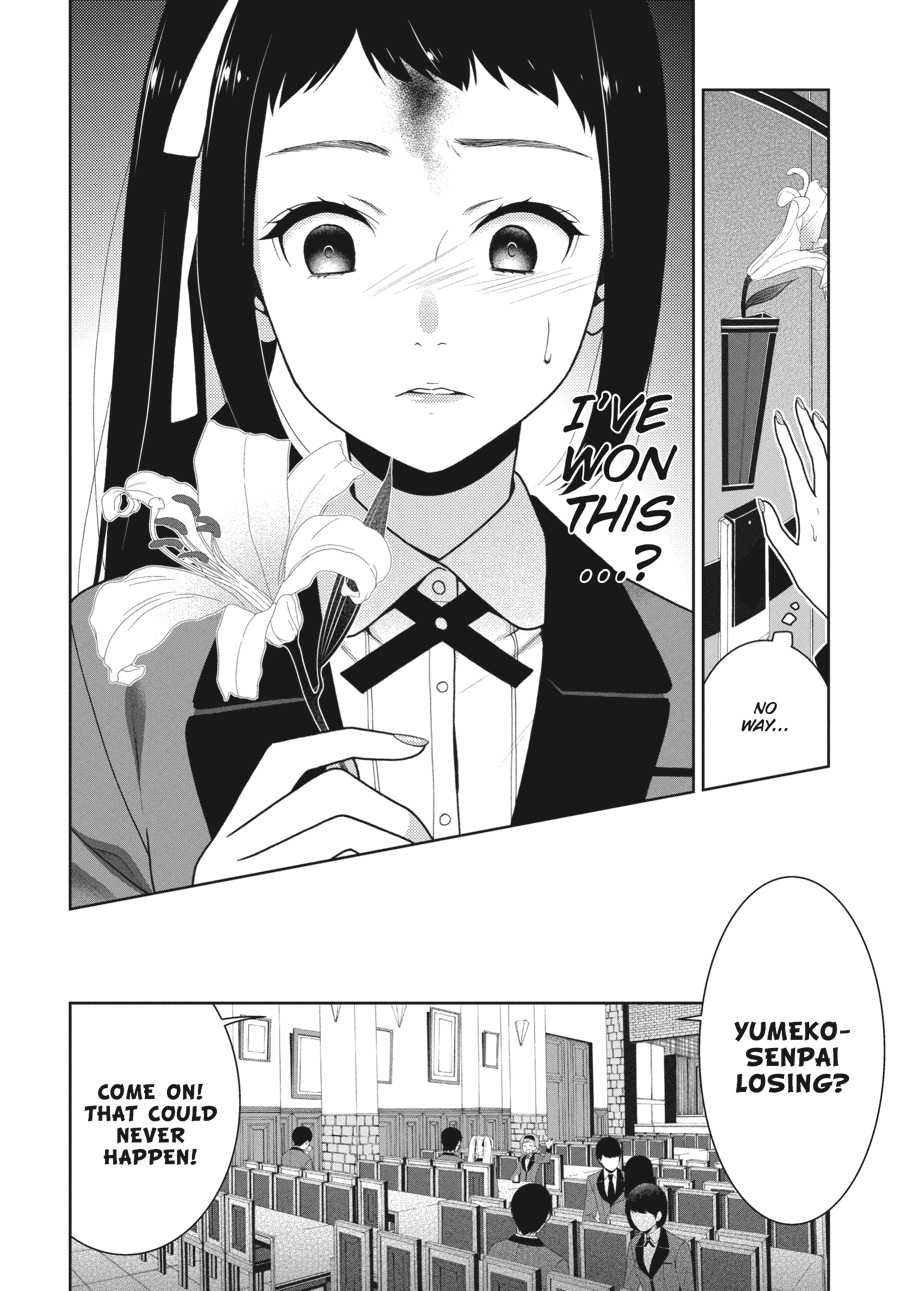 NO
WAY...
I'VE
WON
THIS
...?
YUMEKO-
SENPAI
LOSING?
COME ON!
THAT COULD
NEVER
HAPPEN!